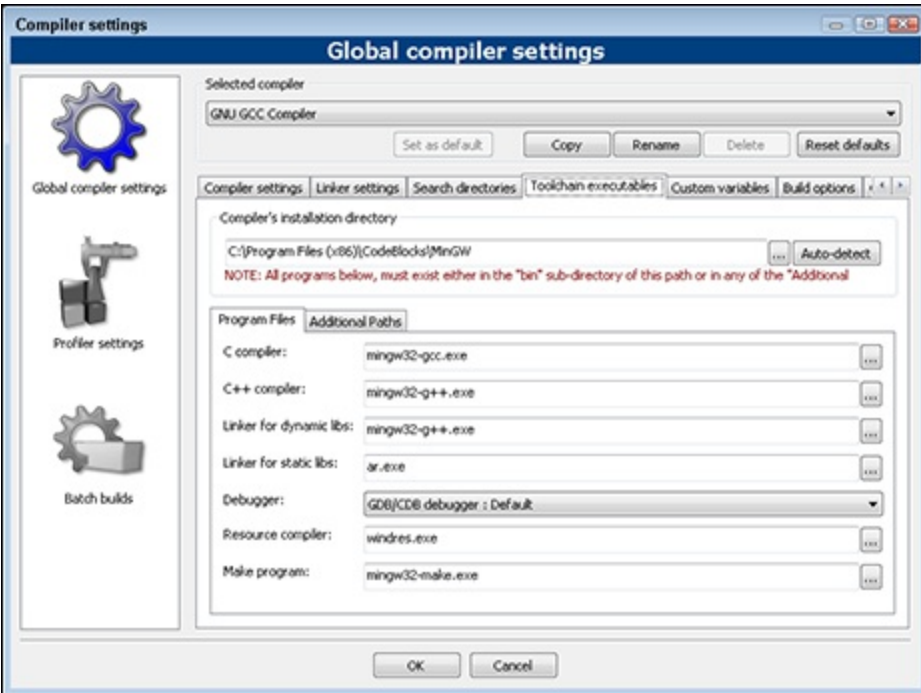 Compiler settings
Global compiler settings
Global compiler settings
Profiler settings
Batch builds
Selected compiler
GNU GCC Compiler
Set as default Copy Rename Delete Reset defaults
Compiler settings Linker settings Search directories Toolchain executables Custom variables Build options
Compiler's installation directory
C:\Program Files (x86)\CodeBlocks\MinGW ... Auto-detect
NOTE: All programs below, must exist either in the "bin" sub-directory of this path or in any of the "Additional
Program Files Additional Paths
C compiler: mingw32-gcc.exe ...
C++ compiler: mingw32-g++.exe ...
Linker for dynamic libs: mingw32-g++.exe ...
Linker for static libs: ar.exe ...
Debugger: GDB/CDB debugger : Default
Resource compiler: windres.exe ...
Make program: mingw32-make.exe ...
OK Cancel